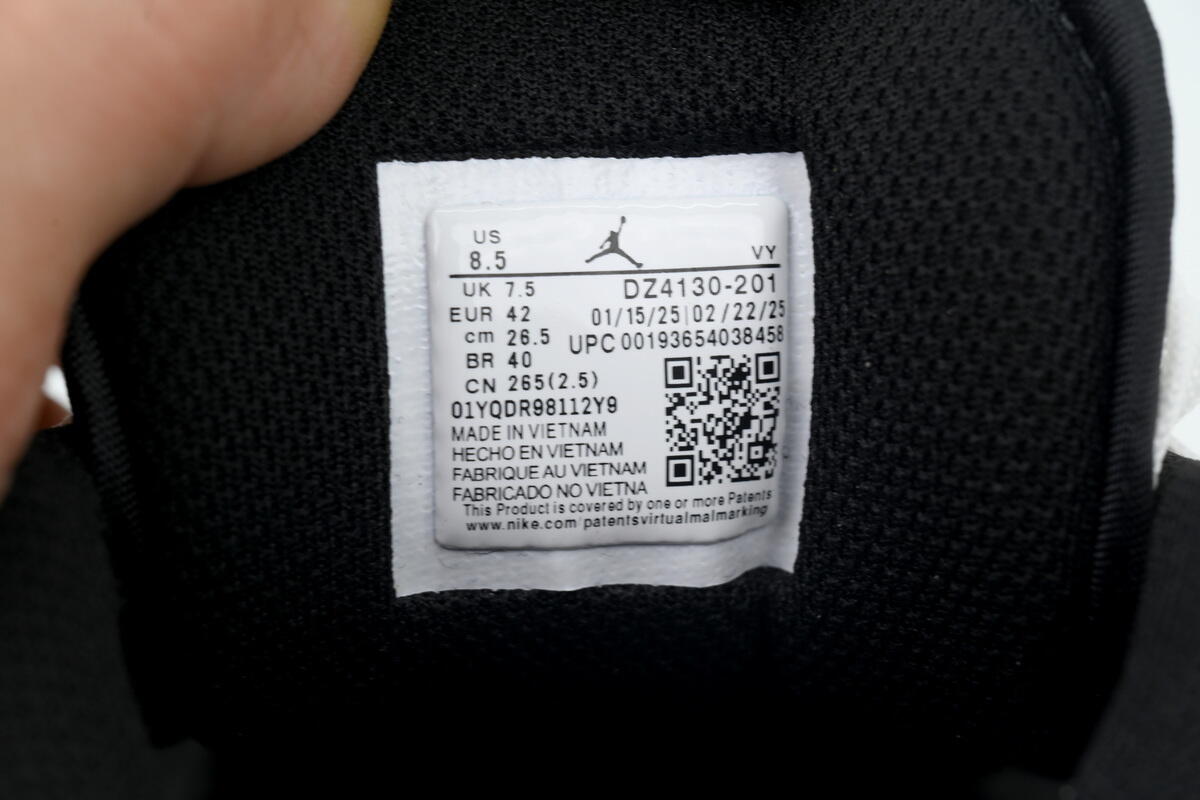 US
8.5
VY
UK 7.5
DZ4130-201
EUR 42
01/15/25|02/22/25
cm 26.5
UPC 00193654038458
BR 40
CN 265(2.5)
01YQDR98112Y9
MADE IN VIETNAM
HECHO EN VIETNAM
FABRIQUE AU VIETNAM
FABRICADO NO VIETNA
This Product is covered by one or more Patents
www.nike.com/patentsvirtualmalmarking